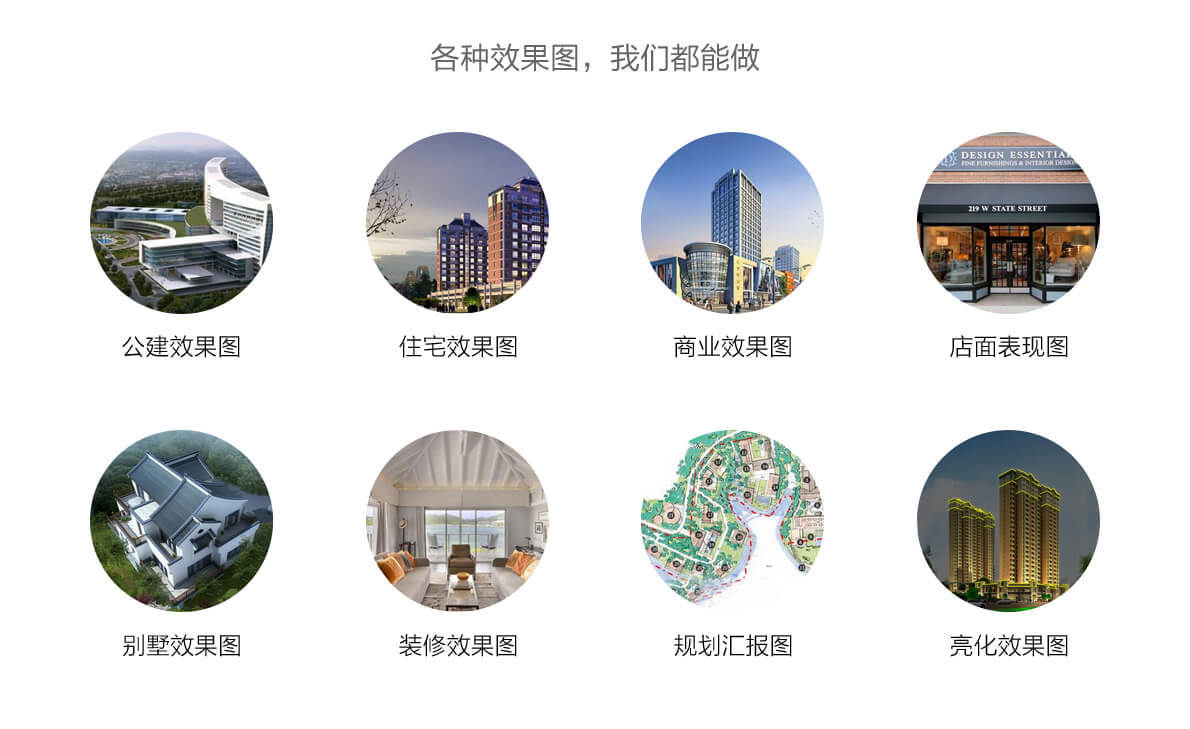 各种效果图，我们都能做
DESIGN ESSENTIA
FINE FURNISHINGS & INTERIOR DESIG
219 W STATE STREET
公建效果图
住宅效果图
商业效果图
店面表现图
别墅效果图
装修效果图
规划汇报图
亮化效果图